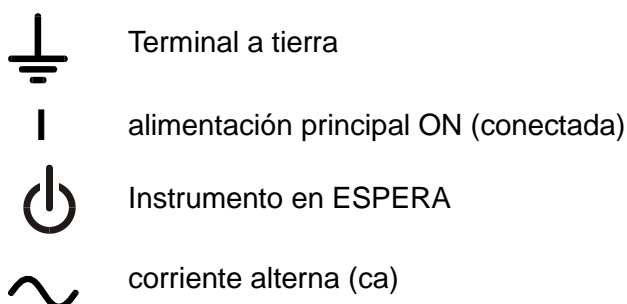 Terminal a tierra
alimentación principal ON (conectada)
Instrumento en ESPERA
corriente alterna (ca)